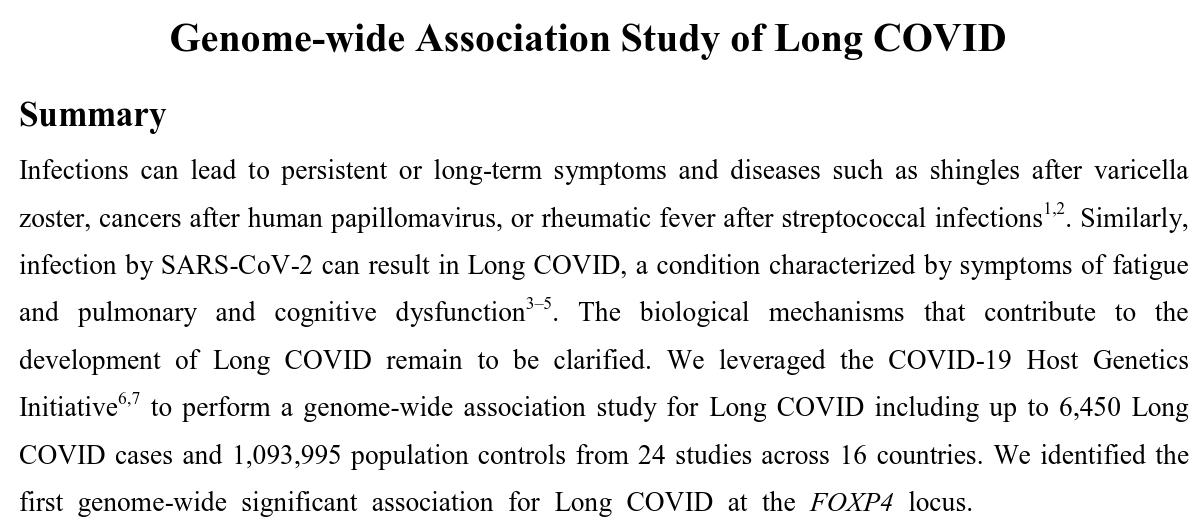 Genome-wide Association Study of Long COVID
Summary
Infections can lead to persistent or long-term symptoms and diseases such as shingles after varicella
zoster, cancers after human papillomavirus, or rheumatic fever after streptococcal infections1,2. Similarly,
infection by SARS-CoV-2 can result in Long COVID, a condition characterized by symptoms of fatigue
and pulmonary and cognitive dysfunction3–5. The biological mechanisms that contribute to the
development of Long COVID remain to be clarified. We leveraged the COVID-19 Host Genetics
Initiative6,7 to perform a genome-wide association study for Long COVID including up to 6,450 Long
COVID cases and 1,093,995 population controls from 24 studies across 16 countries. We identified the
first genome-wide significant association for Long COVID at the FOXP4 locus.